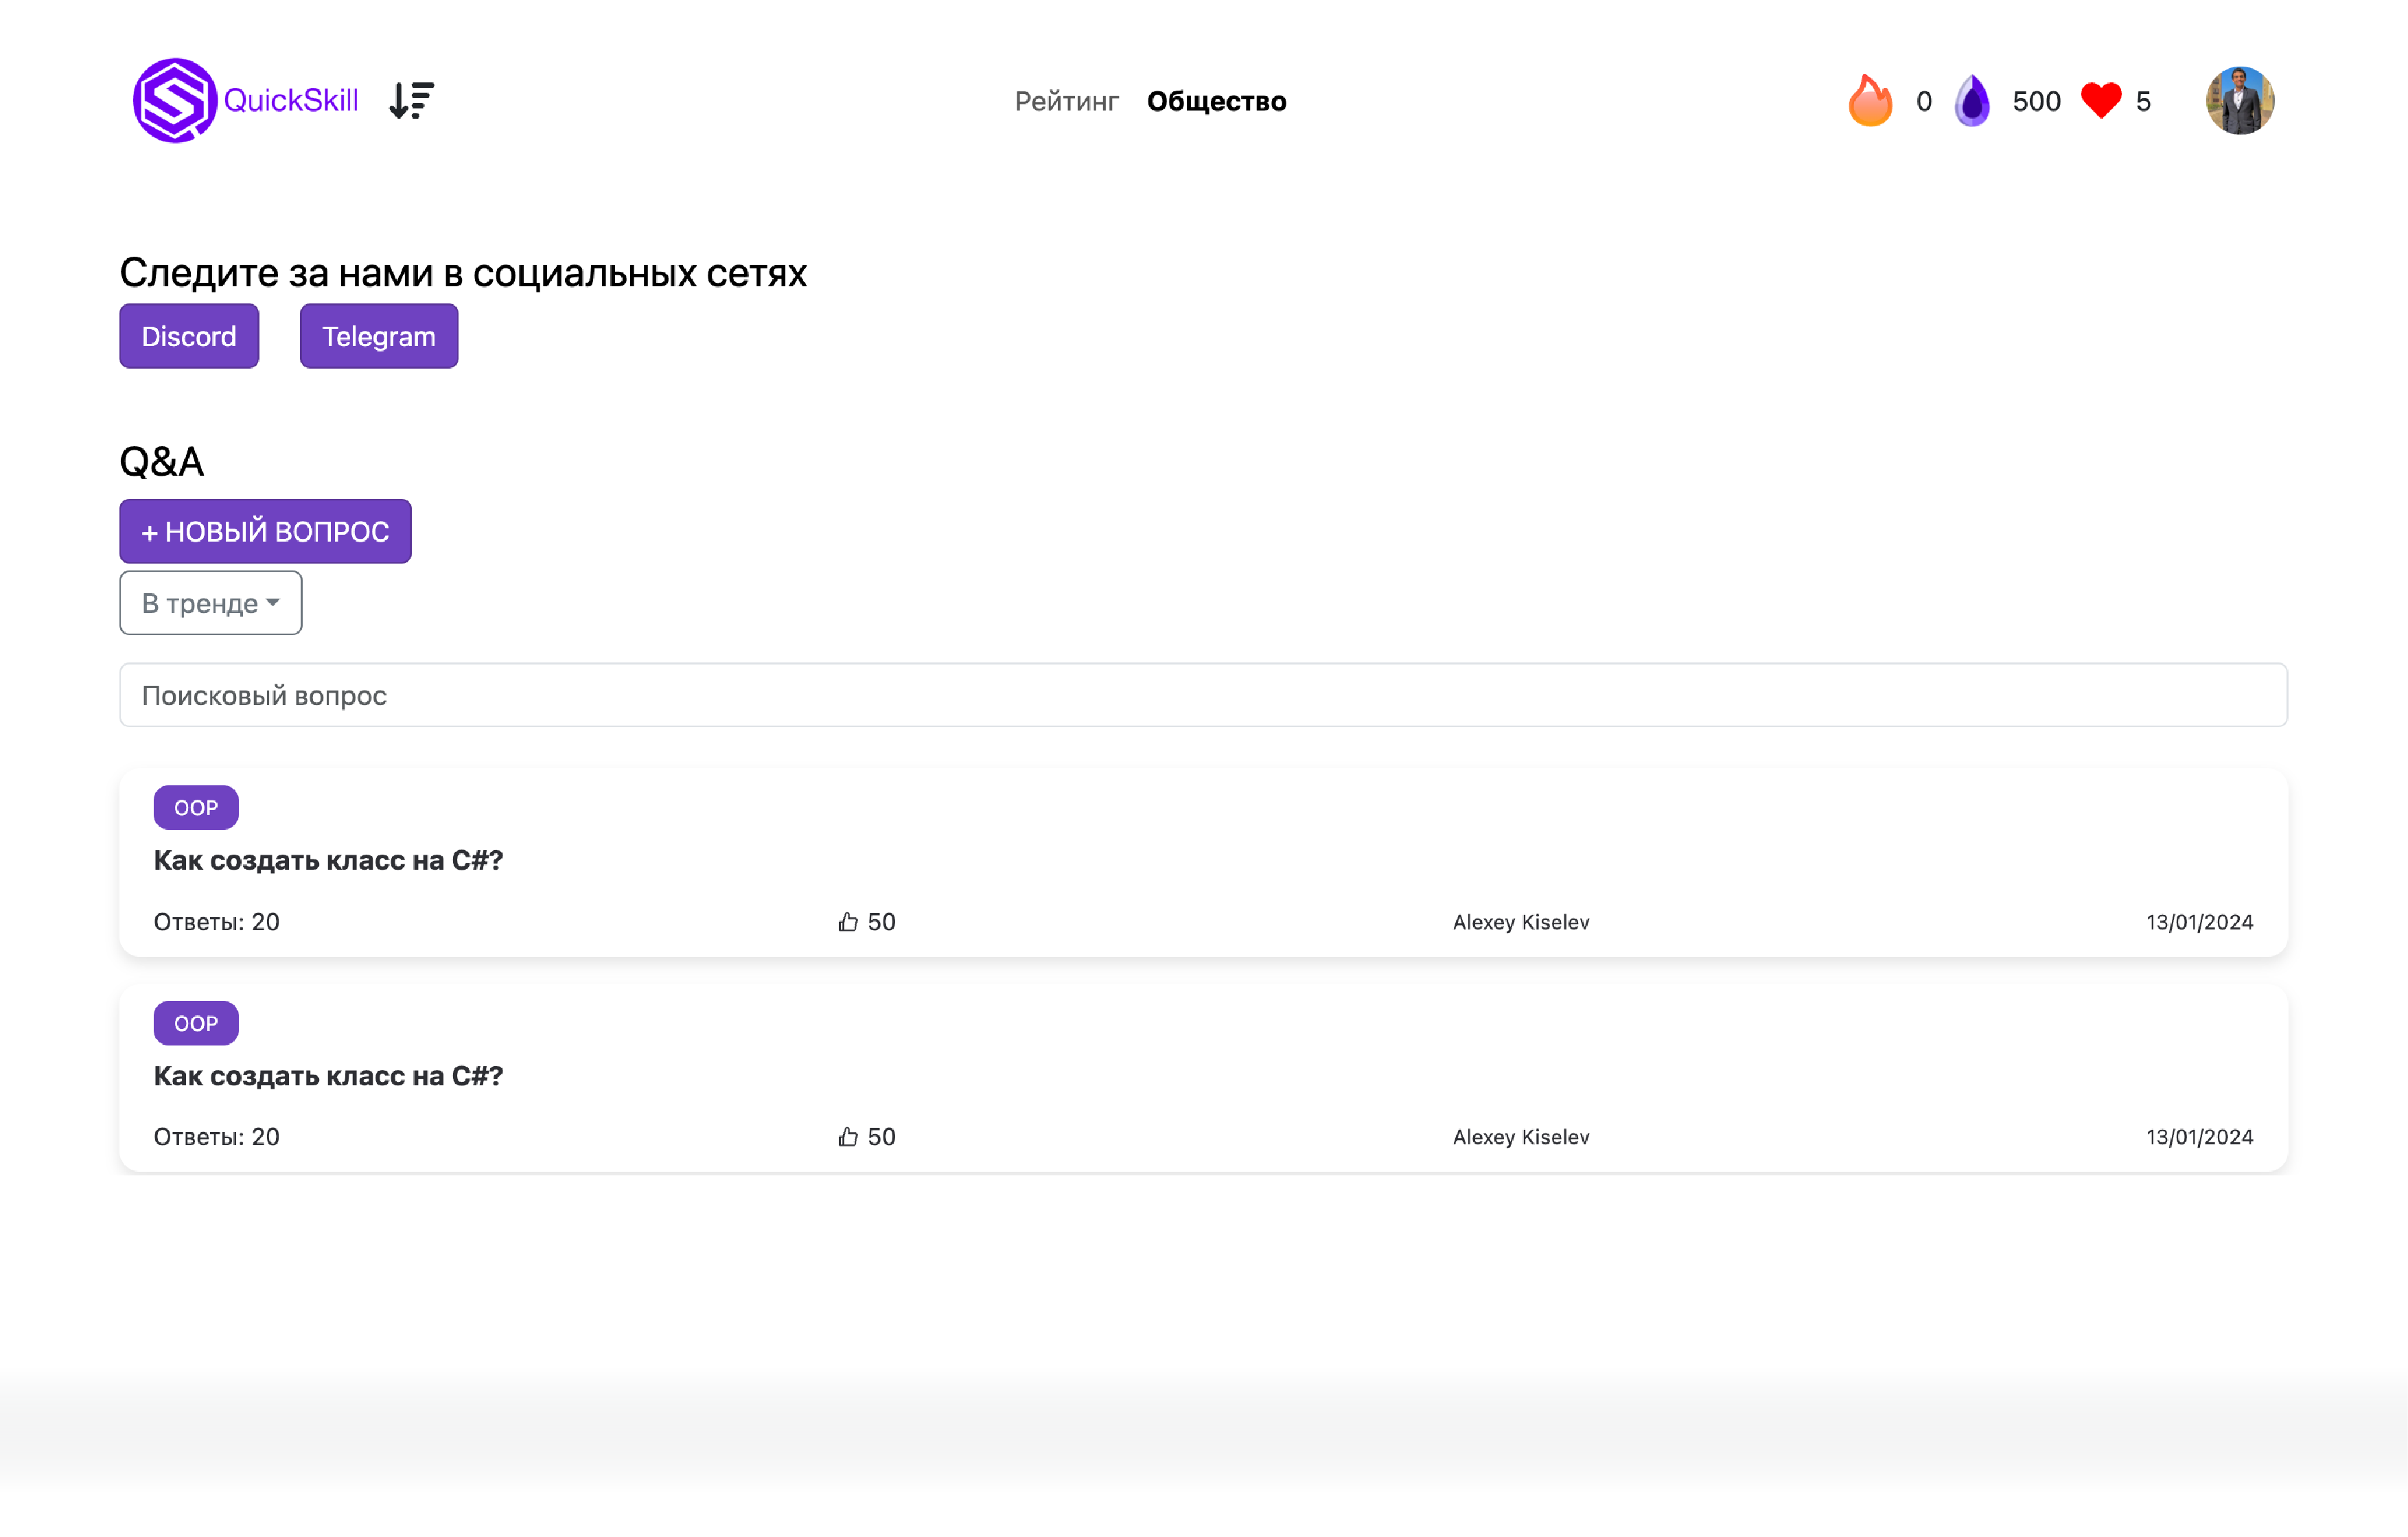 QuickSkill
Рейтинг Общество
0 500 5
Следите за нами в социальных сетях
Discord Telegram
Q&A
+ НОВЫЙ ВОПРОС
В тренде
Поисковый вопрос
OOP
Как создать класс на C#?
Ответы: 20 50 Alexey Kiselev 13/01/2024
OOP
Как создать класс на C#?
Ответы: 20 50 Alexey Kiselev 13/01/2024